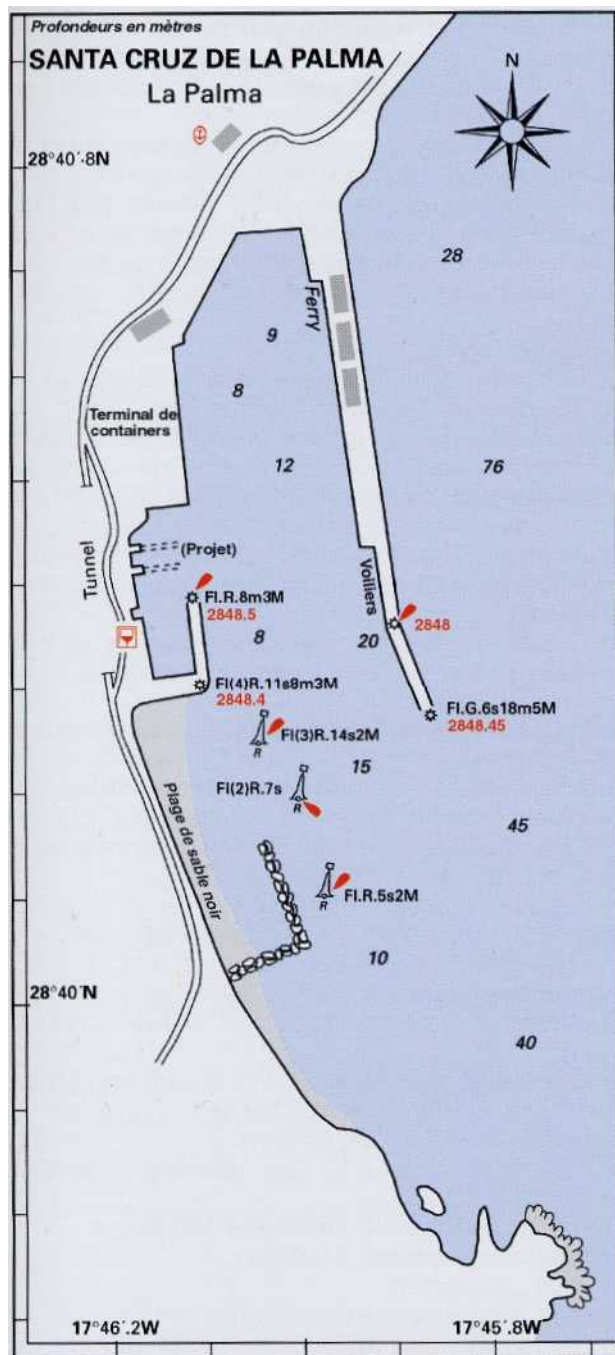 Profondeurs en mètres
SANTA CRUZ DE LA PALMA
La Palma
N
28°40´·8N
28
Ferry
9
8
Terminal de
containers
12
76
Tunnel
(Projet)
Voiliers
Fl.R.8m3M
2848.5
8
20
2848
Fl(4)R.11s8m3M
2848.4
Fl.G.6s18m5M
2848.45
Fl(3)R.14s2M
R
15
Fl(2)R.7s
R
45
Plage de sable noir
Fl.R.5s2M
R
10
28°40´N
40
17°46´.2W
17°45´.8W